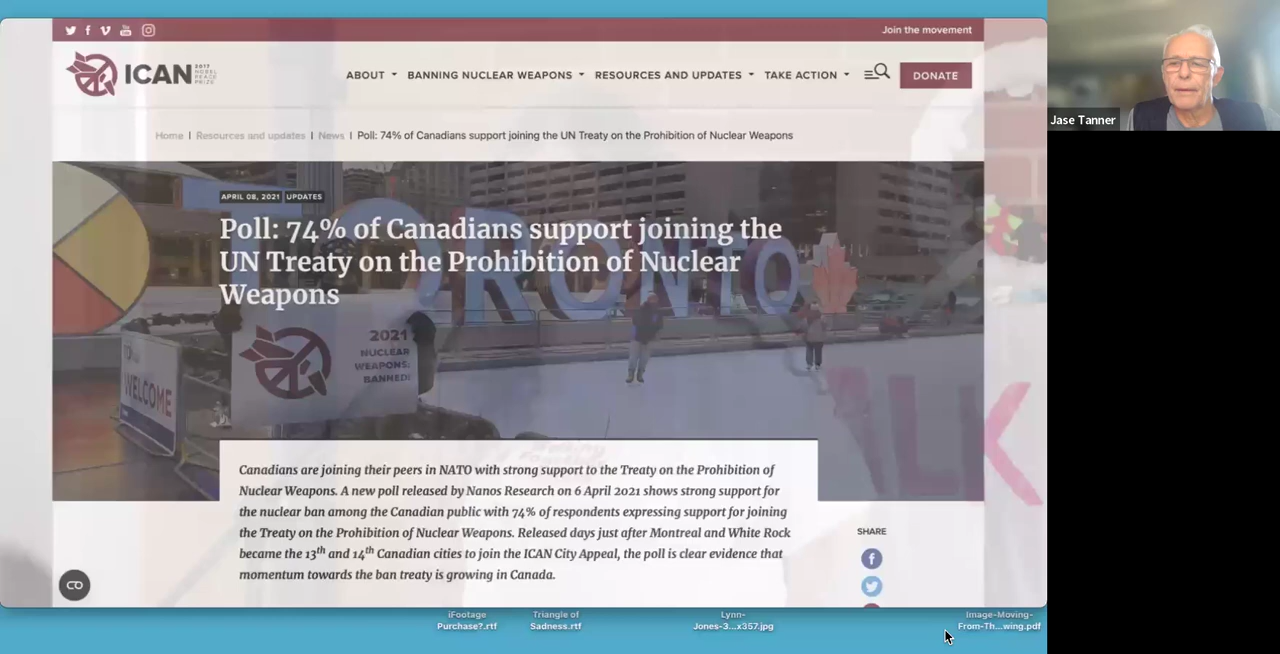 Join the movement
ICAN
2017
NOBEL
PEACE
PRIZE
ABOUT
BANNING NUCLEAR WEAPONS
RESOURCES AND UPDATES
TAKE ACTION
DONATE
Home | Resources and updates | News | Poll: 74% of Canadians support joining the UN Treaty on the Prohibition of Nuclear Weapons
APRIL 08, 2021 UPDATES
Poll: 74% of Canadians support joining the
UN Treaty on the Prohibition of Nuclear
Weapons
TORONTO
2021
NUCLEAR
WEAPONS:
BANNED!
WELCOME
LK
Canadians are joining their peers in NATO with strong support to the Treaty on the Prohibition of
Nuclear Weapons. A new poll released by Nanos Research on 6 April 2021 shows strong support for
the nuclear ban among the Canadian public with 74% of respondents expressing support for joining
the Treaty on the Prohibition of Nuclear Weapons. Released days just after Montreal and White Rock
became the 13th and 14th Canadian cities to join the ICAN City Appeal, the poll is clear evidence that
momentum towards the ban treaty is growing in Canada.
SHARE
iFootage
Purchase?.rtf
Triangle of
Sadness.rtf
Lynn-
Jones-3...x357.jpg
Image-Moving-
From-Th...wing.pdf
Jase Tanner